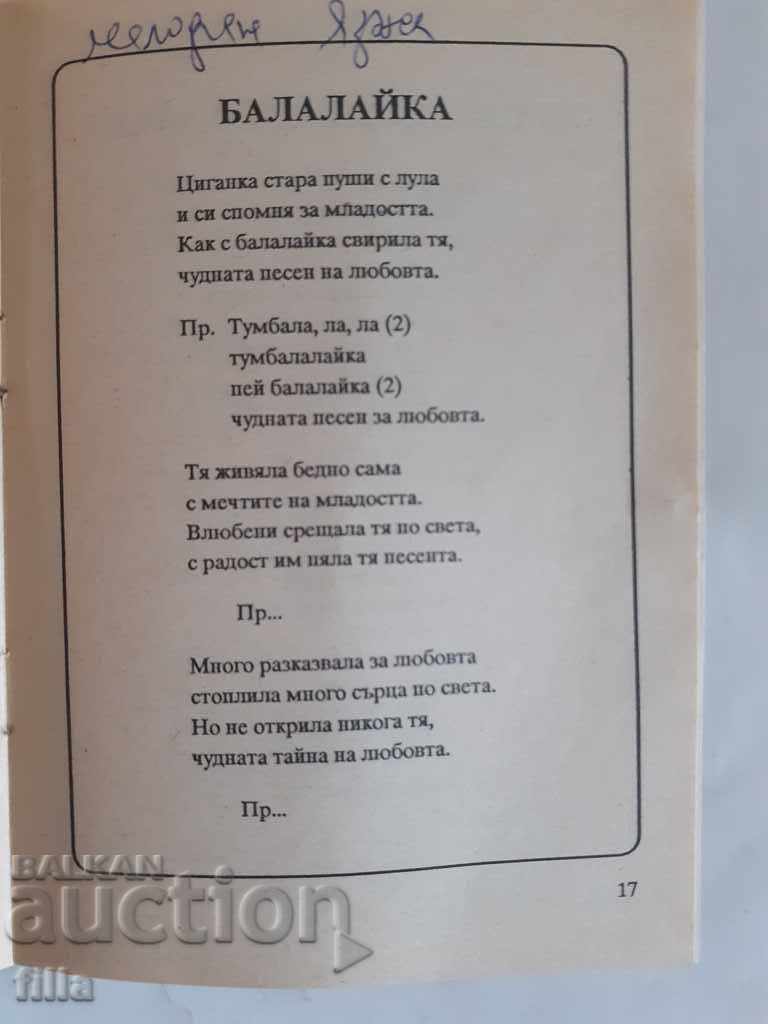 БАЛАЛАЙКА
Циганка стара пуши с лула
и си спомня за младостта.
Как с балалайка свирила тя,
чудната песен на любовта.
Пр. Тумбала, ла, ла (2)
тумбалалайка
пей балалайка (2)
чудната песен за любовта.
Тя живяла бедно сама
с мечтите на младостта.
Влюбени срещала тя по света,
с радост им пяла тя песента.
Пр...
Много разказвала за любовта
стоплила много сърца по света.
Но не открила никога тя,
чудната тайна на любовта.
Пр...
17
BALKAN
auction
filla